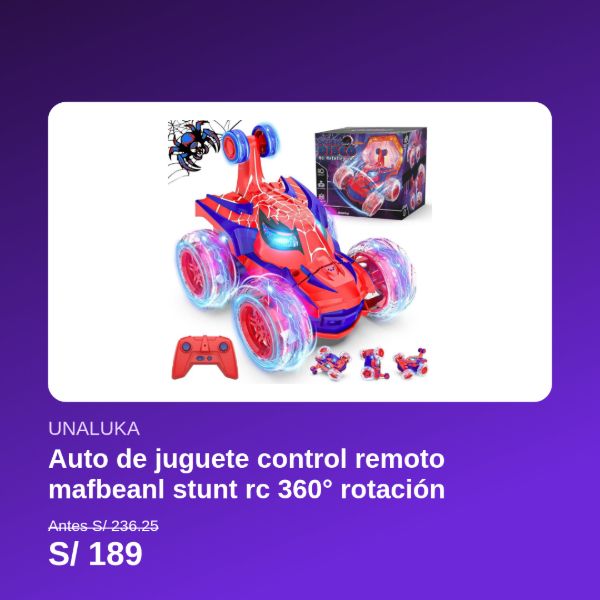 UNALUKA
Auto de juguete control remoto
mafbeanl stunt rc 360° rotación
Antes S/ 236.25
S/ 189